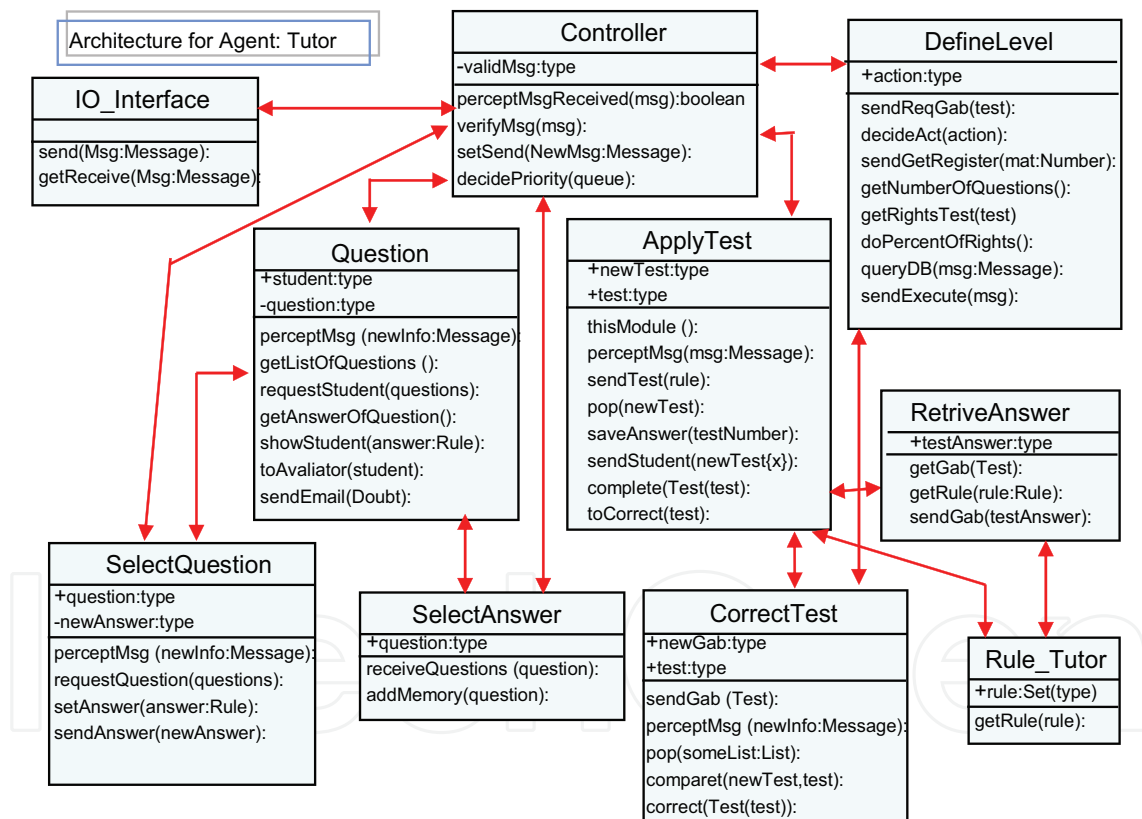 Architecture for Agent: Tutor
Controller
-validMsg:type
perceptMsgReceived(msg):boolean
verifyMsg(msg):
setSend(NewMsg:Message):
decidePriority(queue):
DefineLevel
+action:type
sendReqGab(test):
decideAct(action):
sendGetRegister(mat:Number):
getNumberOfQuestions():
getRightsTest(test)
doPercentOfRights():
queryDB(msg:Message):
sendExecute(msg):
IO_Interface
send(Msg:Message):
getReceive(Msg:Message):
Question
+student:type
-question:type
perceptMsg (newInfo:Message):
getListOfQuestions ():
requestStudent(questions):
getAnswerOfQuestion():
showStudent(answer:Rule):
toAvaliator(student):
sendEmail(Doubt):
ApplyTest
+newTest:type
+test:type
thisModule ():
perceptMsg(msg:Message):
sendTest(rule):
pop(newTest):
saveAnswer(testNumber):
sendStudent(newTest{x}):
complete(Test(test):
toCorrect(test):
RetriveAnswer
+testAnswer:type
getGab(Test):
getRule(rule:Rule):
sendGab(testAnswer):
SelectQuestion
+question:type
-newAnswer:type
perceptMsg (newInfo:Message):
requestQuestion(questions):
setAnswer(answer:Rule):
sendAnswer(newAnswer):
SelectAnswer
+question:type
receiveQuestions (question):
addMemory(question):
CorrectTest
+newGab:type
+test:type
sendGab (Test):
perceptMsg (newInfo:Message):
pop(someList:List):
comparet(newTest,test):
correct(Test(test)):
Rule_Tutor
+rule:Set(type)
getRule(rule):